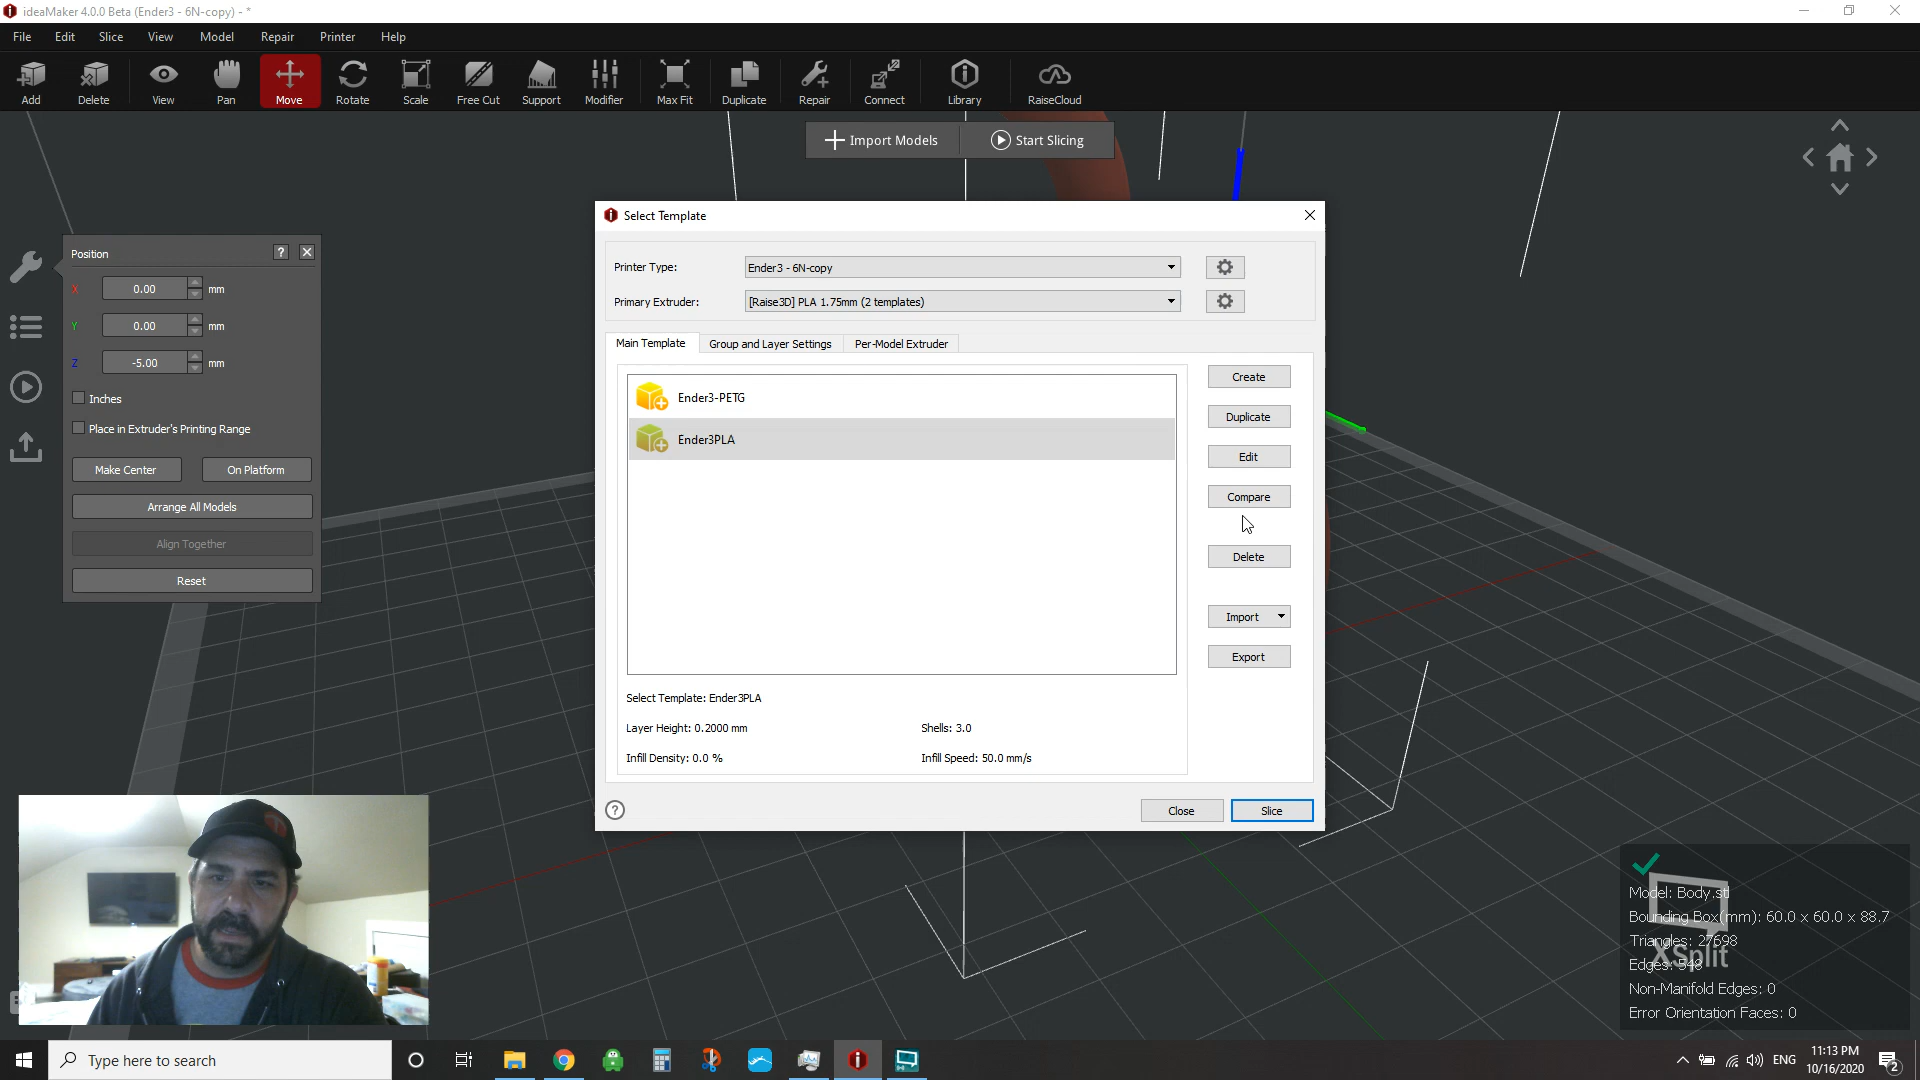 ideaMaker 4.0.0 Beta (Ender3 - 6N-copy) - *
File Edit Slice View Model Repair Printer Help
Add Delete View Pan Move Rotate Scale Free Cut Support Modifier Max Fit Duplicate Repair Connect Library RaiseCloud
Import Models Start Slicing
Position ?
X 0.00 mm
Y 0.00 mm
Z -5.00 mm
Inches
Place in Extruder's Printing Range
Make Center On Platform
Arrange All Models
Align Together
Reset
Select Template
Printer Type: Ender3 - 6N-copy
Primary Extruder: [Raise3D] PLA 1.75mm (2 templates)
Main Template Group and Layer Settings Per-Model Extruder
Ender3-PETG
Ender3PLA
Create
Duplicate
Edit
Compare
Delete
Import
Export
Select Template: Ender3PLA
Layer Height: 0.2000 mm Shells: 3.0
Infill Density: 0.0 % Infill Speed: 50.0 mm/s
? Close Slice
Model: Body.stl
Bounding Box(mm): 60.0 x 60.0 x 88.7
Triangles: 27698
Edges: 548
XSplit
Non-Manifold Edges: 0
Error Orientation Faces: 0
Type here to search
ENG
11:13 PM
10/16/2020
2